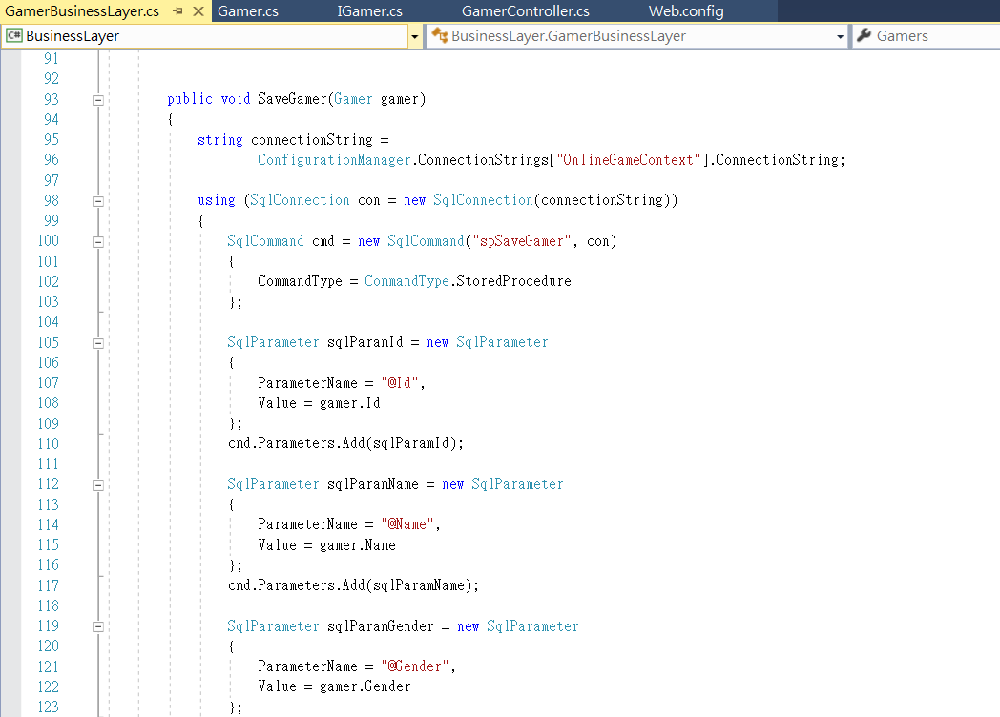 GamerBusinessLayer.cs Gamer.cs IGamer.cs GamerController.cs Web.config
C# BusinessLayer BusinessLayer.GamerBusinessLayer Gamers
91
92
93 public void SaveGamer(Gamer gamer)
94 {
95 string connectionString =
96 ConfigurationManager.ConnectionStrings["OnlineGameContext"].ConnectionString;
97
98 using (SqlConnection con = new SqlConnection(connectionString))
99 {
100 SqlCommand cmd = new SqlCommand("spSaveGamer", con)
101 {
102 CommandType = CommandType.StoredProcedure
103 };
104
105 SqlParameter sqlParamId = new SqlParameter
106 {
107 ParameterName = "@Id",
108 Value = gamer.Id
109 };
110 cmd.Parameters.Add(sqlParamId);
111
112 SqlParameter sqlParamName = new SqlParameter
113 {
114 ParameterName = "@Name",
115 Value = gamer.Name
116 };
117 cmd.Parameters.Add(sqlParamName);
118
119 SqlParameter sqlParamGender = new SqlParameter
120 {
121 ParameterName = "@Gender",
122 Value = gamer.Gender
123 };